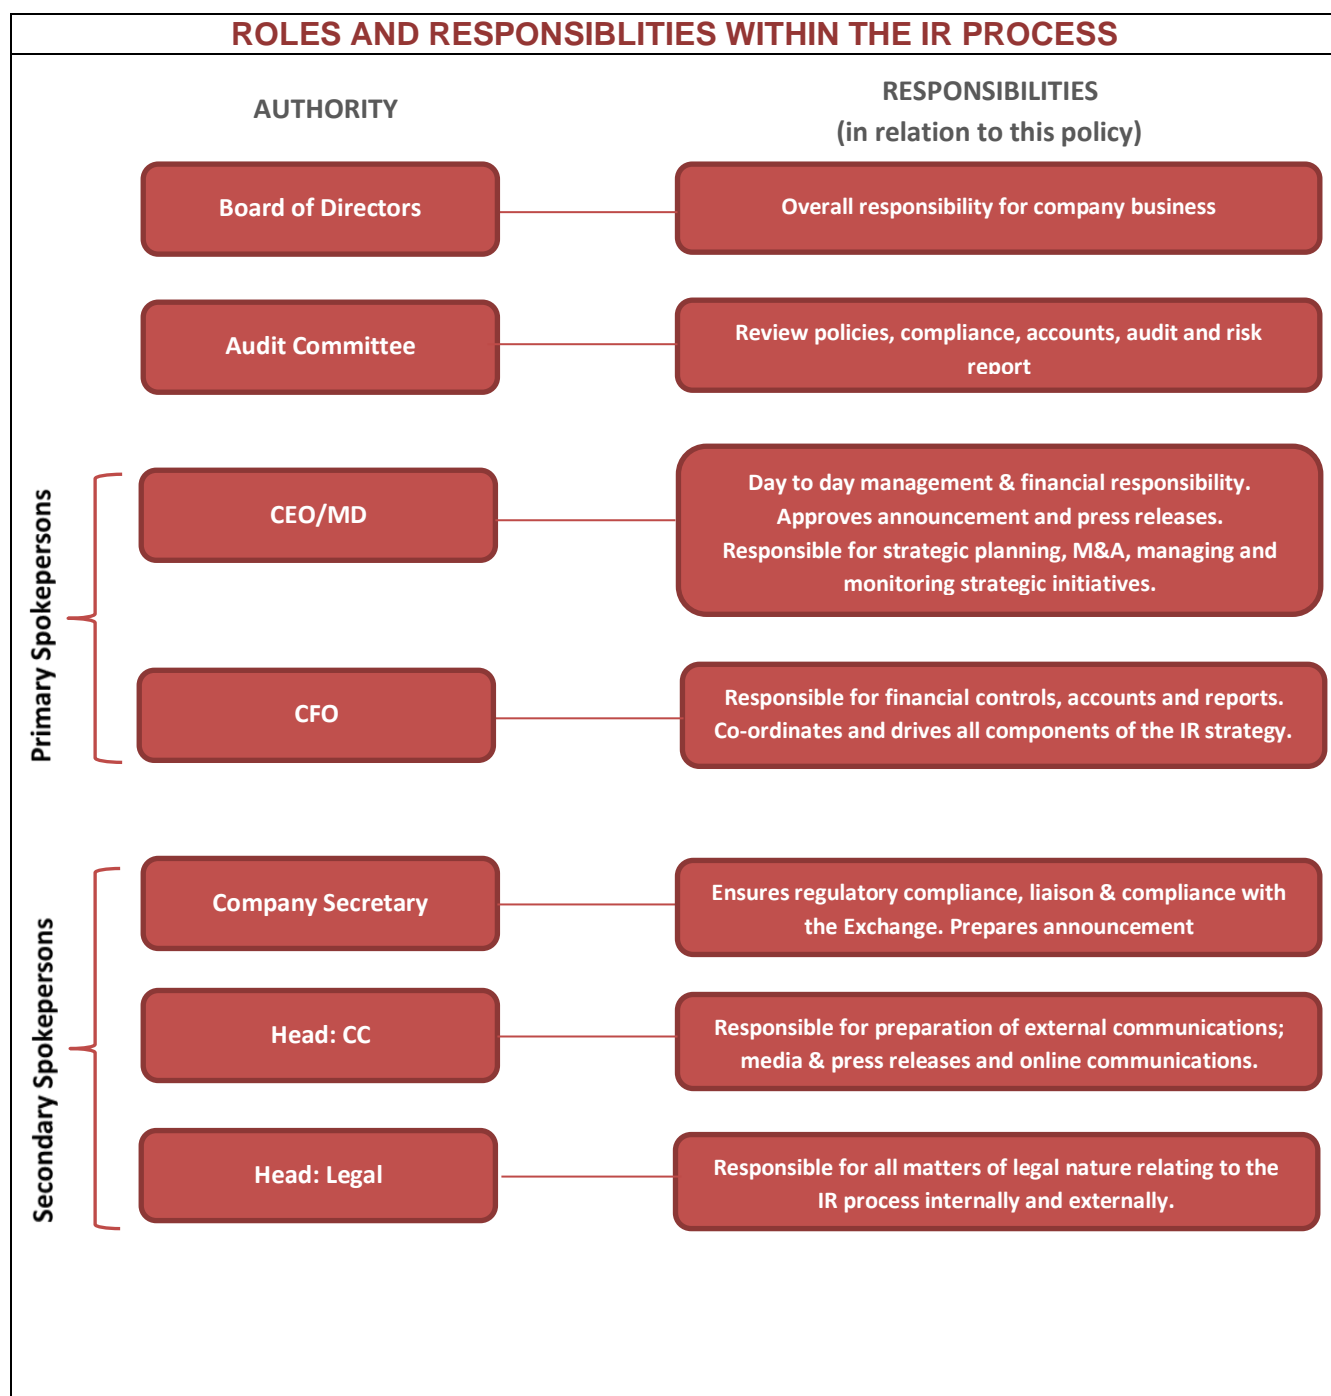 ROLES AND RESPONSIBLITIES WITHIN THE IR PROCESS
AUTHORITY
RESPONSIBILITIES
(in relation to this policy)
Board of Directors
Overall responsibility for company business
Audit Committee
Review policies, compliance, accounts, audit and risk
report
Primary Spokepersons
CEO/MD
Day to day management & financial responsibility.
Approves announcement and press releases.
Responsible for strategic planning, M&A, managing and
monitoring strategic initiatives.
CFO
Responsible for financial controls, accounts and reports.
Co-ordinates and drives all components of the IR strategy.
Secondary Spokepersons
Company Secretary
Ensures regulatory compliance, liaison & compliance with
the Exchange. Prepares announcement
Head: CC
Responsible for preparation of external communications;
media & press releases and online communications.
Head: Legal
Responsible for all matters of legal nature relating to the
IR process internally and externally.